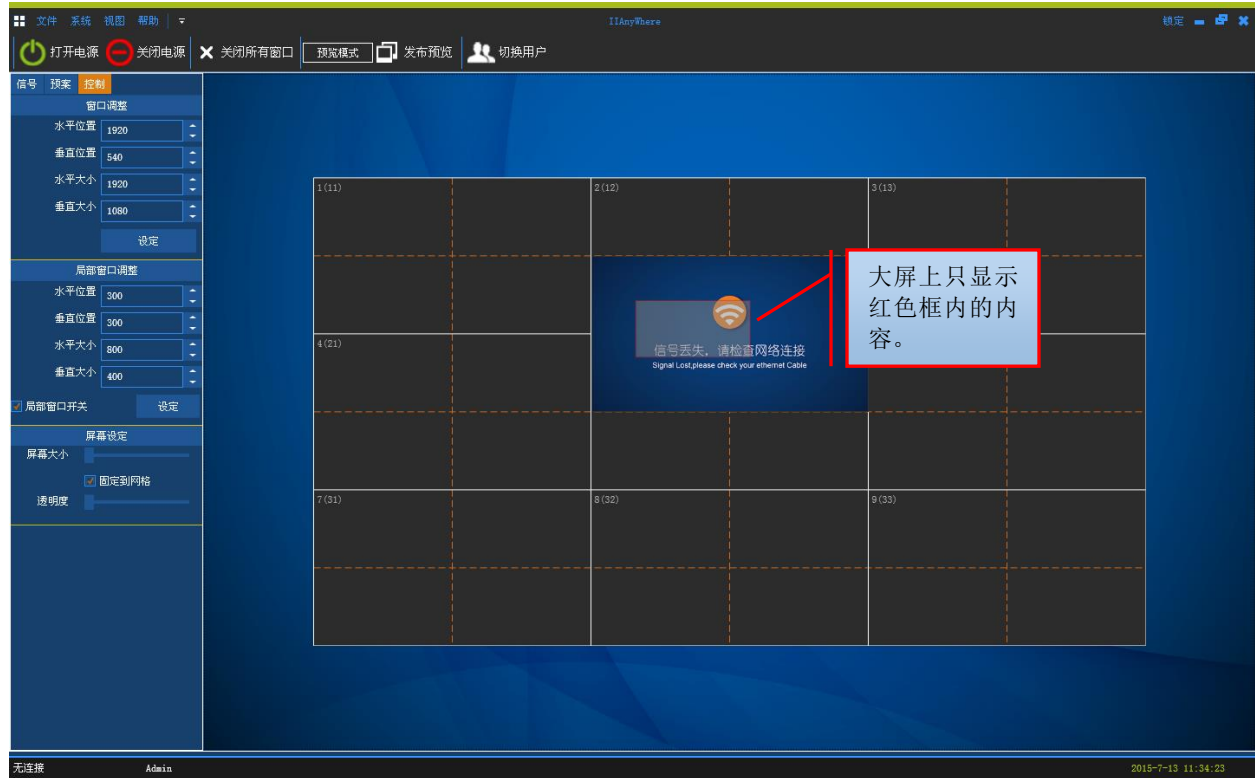 文件 系统 视图 帮助
IIAnyWhere
锁定
打开电源 关闭电源 关闭所有窗口 预览模式 发布预览 切换用户
信号 预案 控制
窗口调整
水平位置 1920
垂直位置 540
水平大小 1920
垂直大小 1080
设定
局部窗口调整
水平位置 300
垂直位置 300
水平大小 800
垂直大小 400
局部窗口开关 设定
屏幕设定
屏幕大小
固定到网格
透明度
1(11) 2(12) 3(13)
大屏上只显示
红色框内的内
容。
4(21)
信号丢失，请检查网络连接
Signal Lost,please check your ethernet Cable
7(31) 8(32) 9(33)
无连接 Admin 2015-7-13 11:34:23